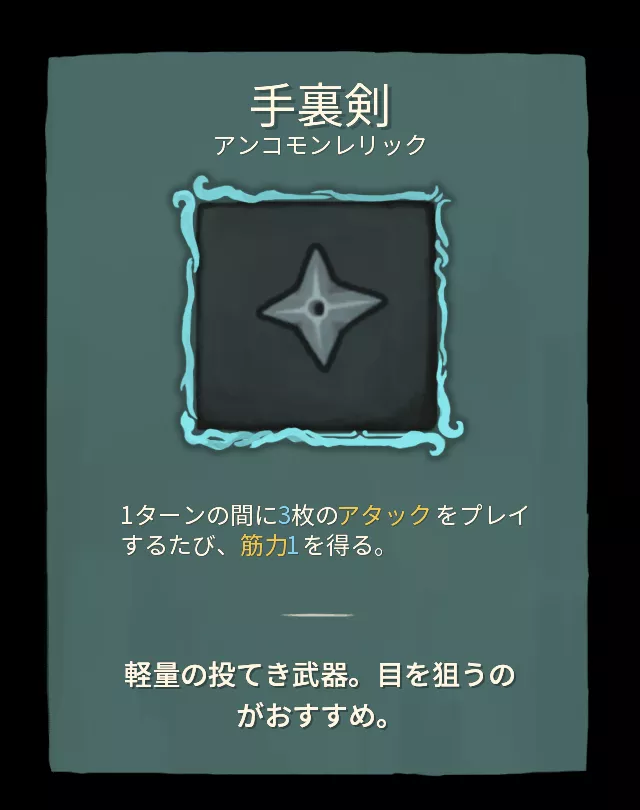 手裏剣
アンコモンレリック
1ターンの間に3枚のアタックをプレイ
するたび、筋力1を得る。
軽量の投てき武器。目を狙うの
がおすすめ。